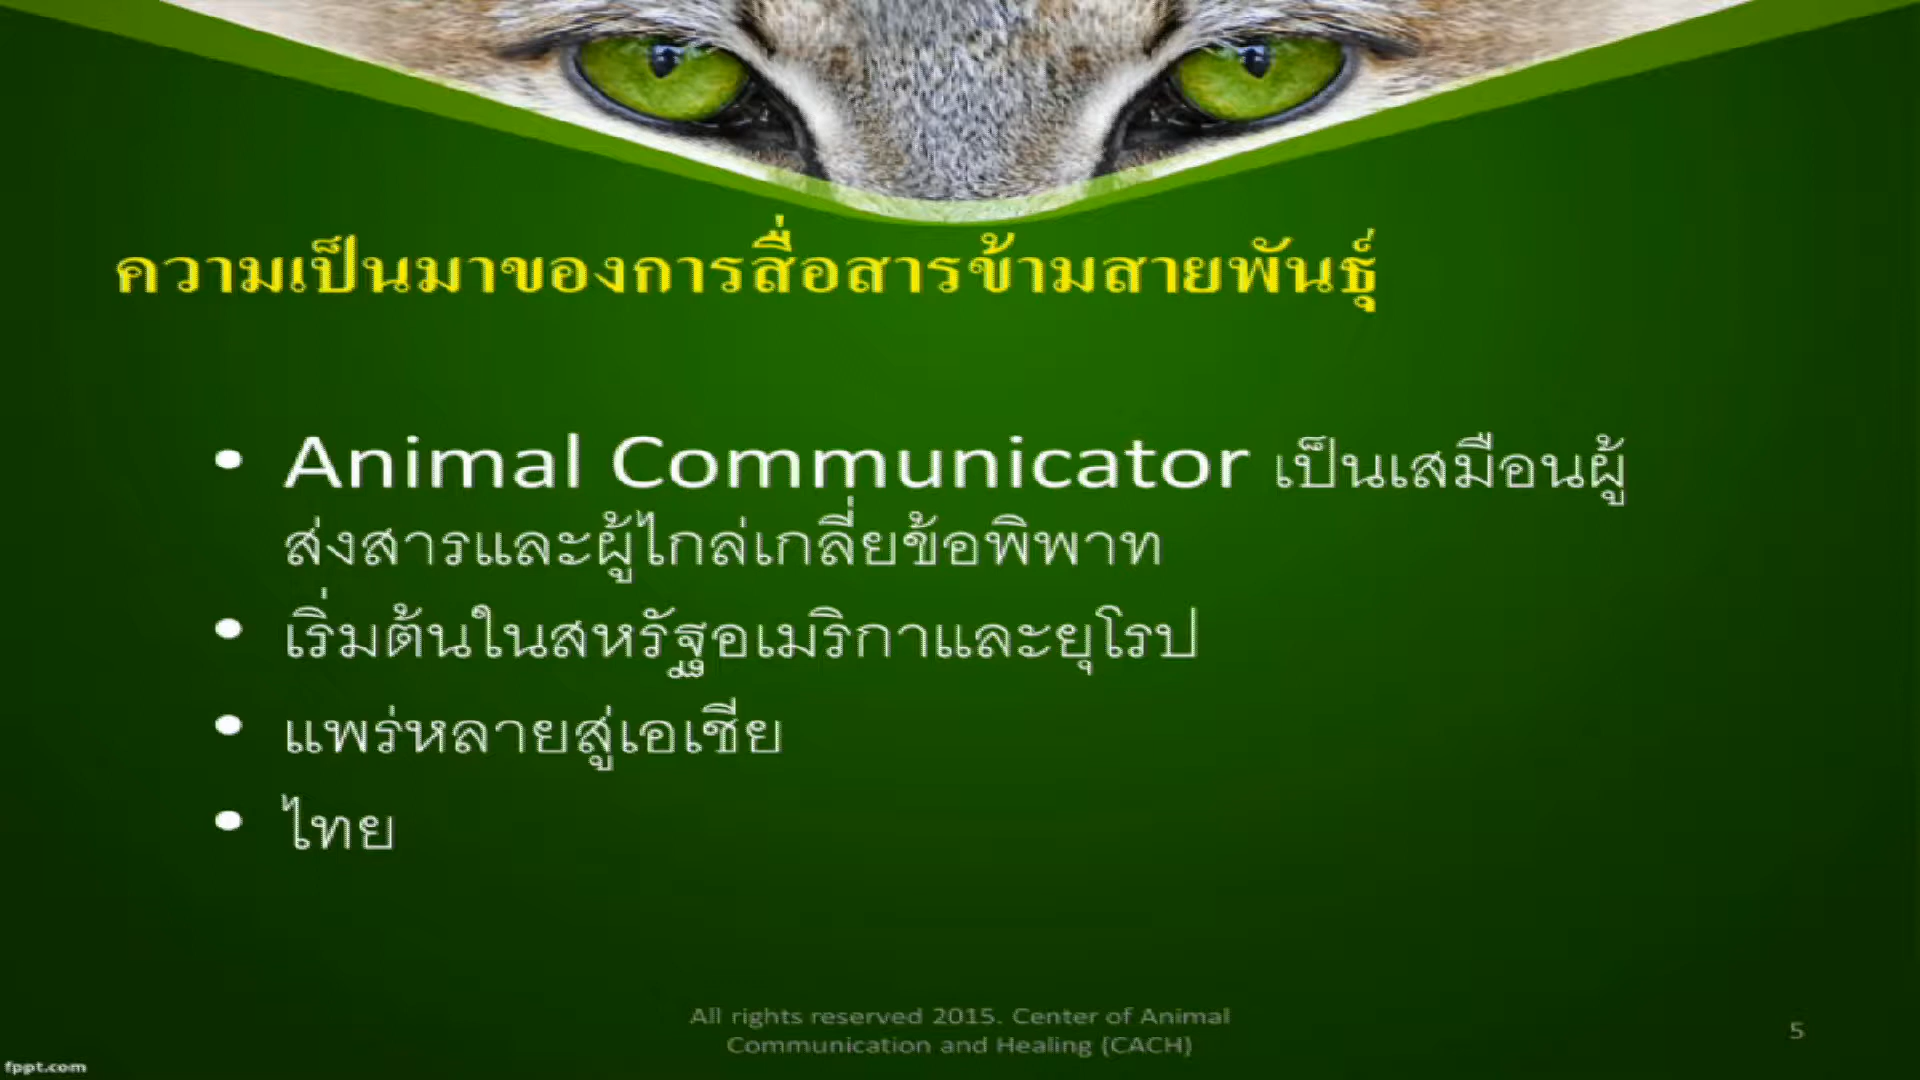 ความเป็นมาของการสื่อสารข้ามสายพันธุ์
• Animal Communicator เป็นเสมือนผู้
ส่งสารและผู้ไกล่เกลี่ยข้อพิพาท
• เริ่มต้นในสหรัฐอเมริกาและยุโรป
• แพร่หลายสู่เอเชีย
• ไทย
All rights reserved 2015. Center of Animal
Communication and Healing (CACH)
5
fppt.com